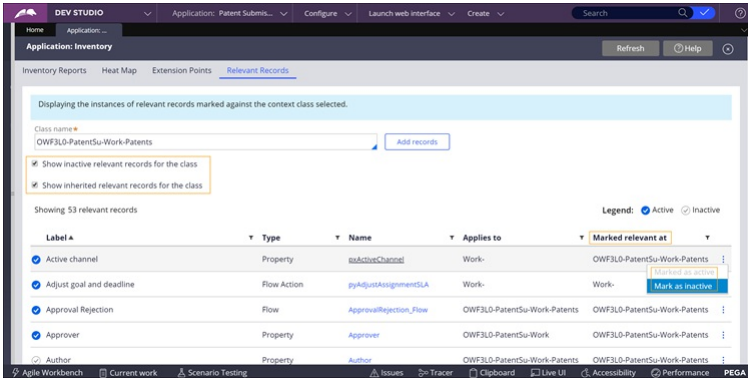 DEV STUDIO Application: Patent Submis... Configure Launch web interface Create Search
Home Application: ...
Application: Inventory Refresh Help
Inventory Reports Heat Map Extension Points Relevant Records
Displaying the instances of relevant records marked against the context class selected.
Class name
OWF3L0-PatentSu-Work-Patents Add records
Show inactive relevant records for the class
Show inherited relevant records for the class
Showing 53 relevant records Legend: Active Inactive
Label Type Name Applies to Marked relevant at
Active channel Property pxActiveChannel Work- OWF3L0-PatentSu-Work-Patents
Marked as active
Adjust goal and deadline Flow Action pyAdjustAssignmentSLA Work- Work- Mark as inactive
Approval Rejection Flow ApprovalRejection_Flow OWF3L0-PatentSu-Work-Patents OWF3L0-PatentSu-Work-Patents
Approver Property Approver OWF3L0-PatentSu-Work OWF3L0-PatentSu-Work-Patents
Author Property Author OWF3L0-PatentSu-Work-Patents OWF3L0-PatentSu-Work-Patents
Agile Workbench Current work Scenario Testing Issues Tracer Clipboard Live UI Accessibility Performance PEGA